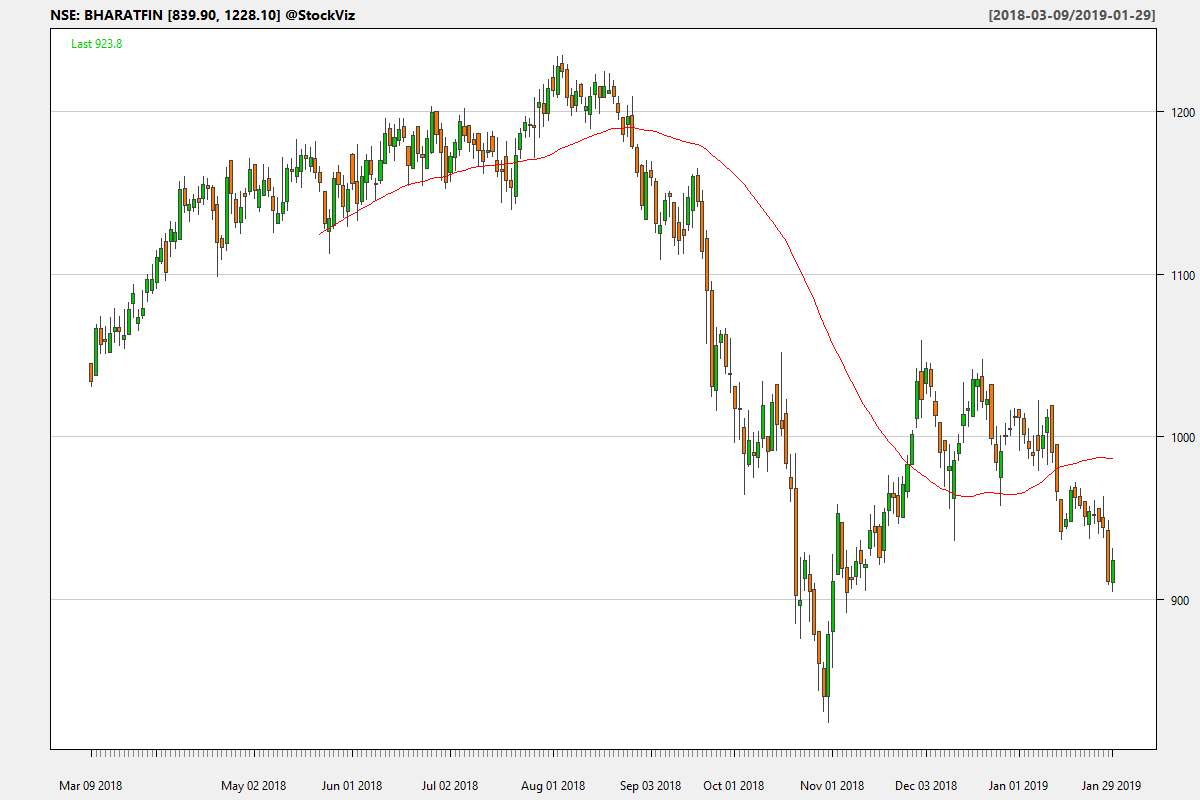 NSE: BHARATFIN [839.90, 1228.10] @StockViz [2018-03-09/2019-01-29]
Last 923.8
1200
1100
1000
900
Mar 09 2018 May 02 2018 Jun 01 2018 Jul 02 2018 Aug 01 2018 Sep 03 2018 Oct 01 2018 Nov 01 2018 Dec 03 2018 Jan 01 2019 Jan 29 2019